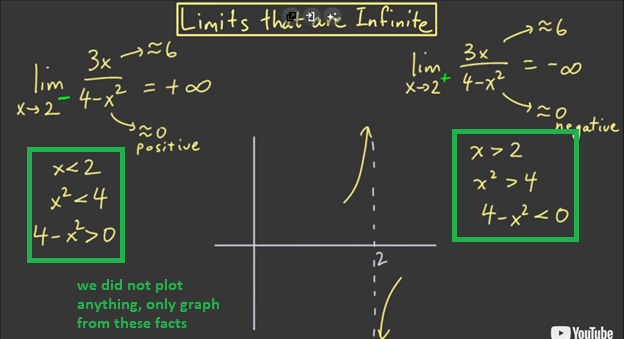 Limits that are Infinite
lim x→2⁻ 3x/(4-x²) = +∞
→ ≈6
→ ≈0
positive
x<2
x²<4
4-x²>0
lim x→2⁺ 3x/(4-x²) = -∞
→ ≈6
→ ≈0
negative
x>2
x²>4
4-x²<0
2
we did not plot
anything, only graph
from these facts
YouTube